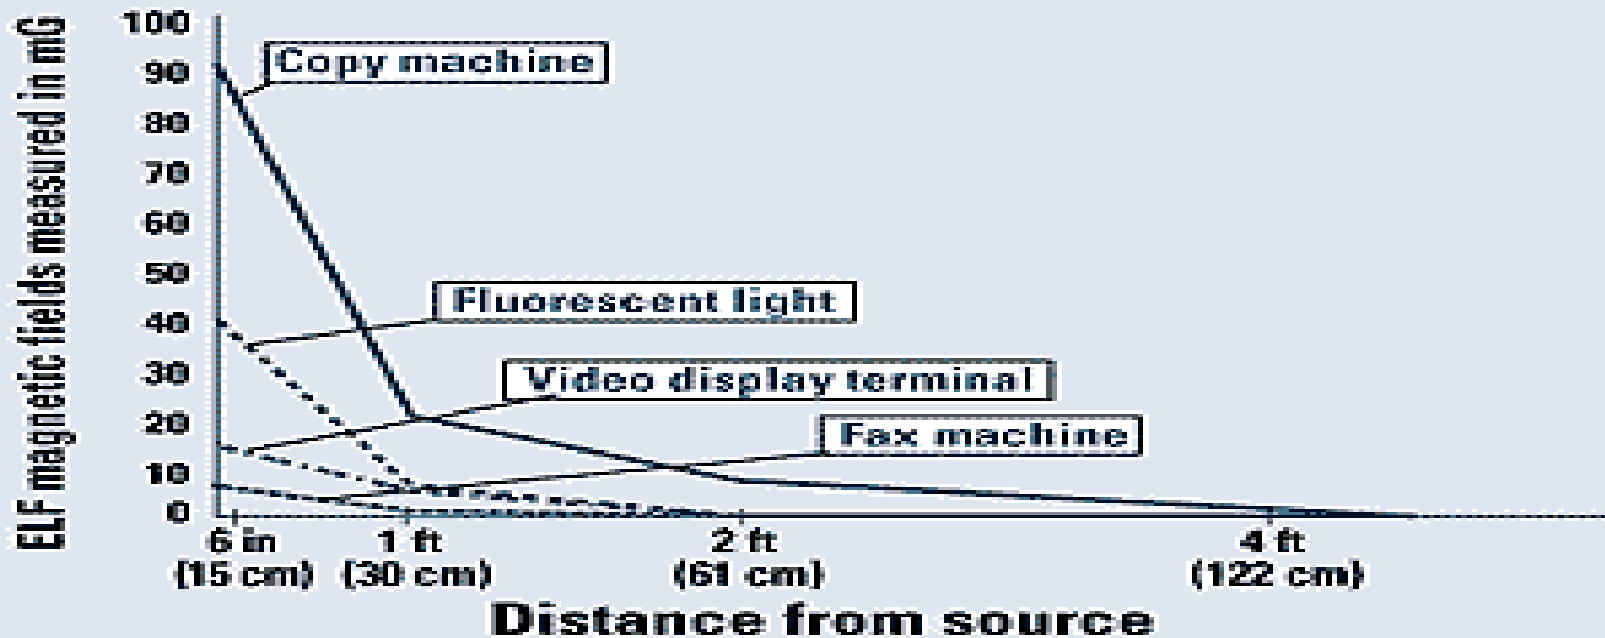 ELF magnetic fields measured in mG
100
90
80
70
60
50
40
30
20
10
0
Copy machine
Fluorescent light
Video display terminal
Fax machine
6 in
(15 cm)
1 ft
(30 cm)
2 ft
(61 cm)
4 ft
(122 cm)
Distance from source